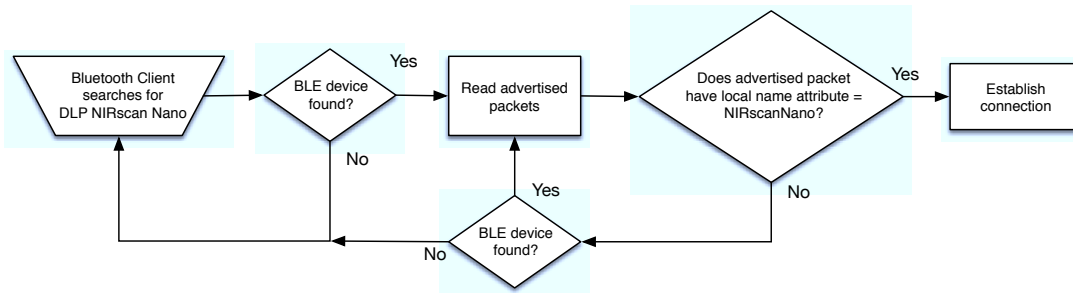 Bluetooth Client
searches for
DLP NIRscan Nano
BLE device
found?
Yes
No
Read advertised
packets
Does advertised packet
have local name attribute =
NIRscanNano?
Yes
No
Establish
connection
BLE device
found?
Yes
No